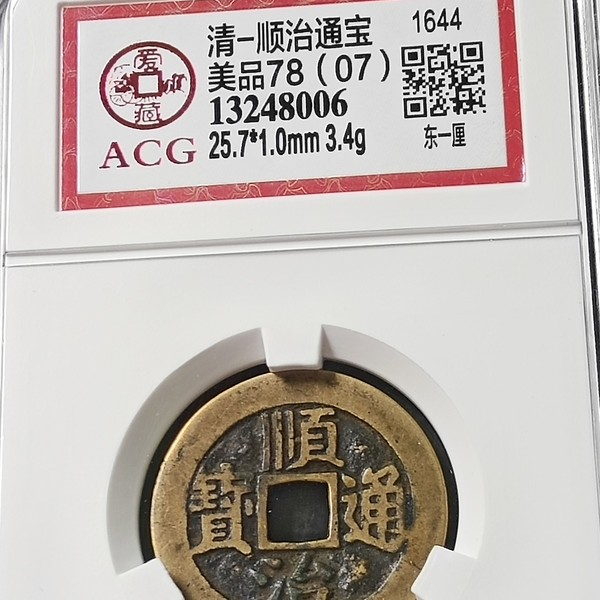 爱藏
ACG
清-顺治通宝
美品78(07)
13248006
25.7*1.0mm 3.4g
1644
东一厘
順治通寶